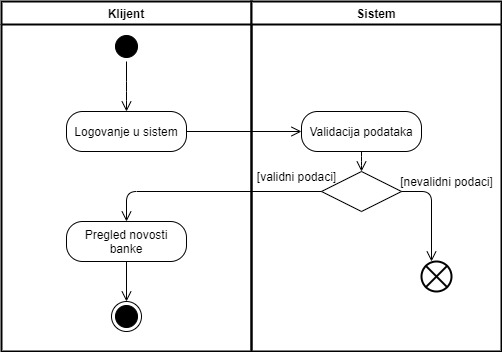 Klijent
Sistem
Logovanje u sistem
Validacija podataka
[validni podaci]
[nevalidni podaci]
Pregled novosti
banke